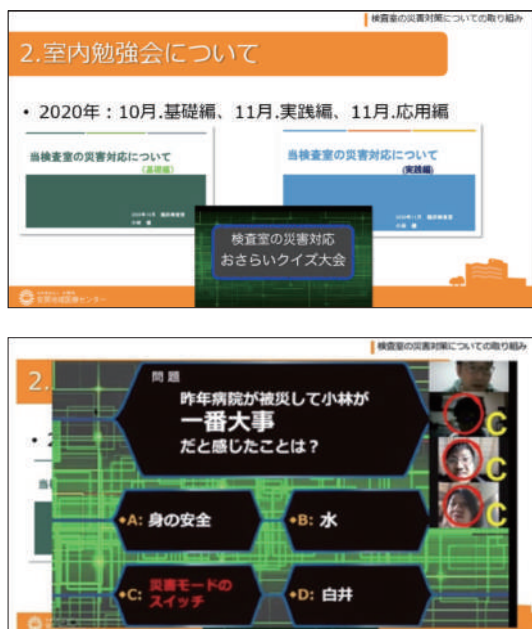 検査室の災害対策についての取り組み
2.室内勉強会について
• 2020年：10月.基礎編、11月.実践編、11月.応用編
当検査室の災害対応について
(基礎編)
当検査室の災害対応について
(実践編)
検査室の災害対応
おさらいクイズ大会
検査室の災害対策についての取り組み
2.
問題
昨年病院が被災して小林が
一番大事
だと感じたことは？
A: 身の安全
B: 水
C: 災害モードの
スイッチ
D: 白井
C
C
C